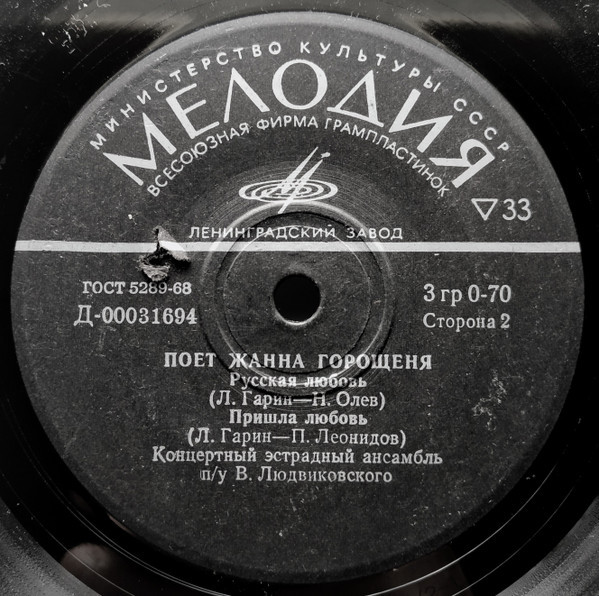 МИНИСТЕРСТВО КУЛЬТУРЫ СССР
МЕЛОДИЯ
ВСЕСОЮЗНАЯ ФИРМА ГРАМПЛАСТИНОК
33
ЛЕНИНГРАДСКИЙ ЗАВОД
ГОСТ 5289-68
Д-00031694
3 гр 0-70
Сторона 2
ПОЕТ ЖАННА ГОРОЩЕНЯ
Русская любовь
(Л. Гарин—Н. Олев)
Пришла любовь
(Л. Гарин—П. Леонидов)
Концертный эстрадный ансамбль
п/у В. Людвиковского